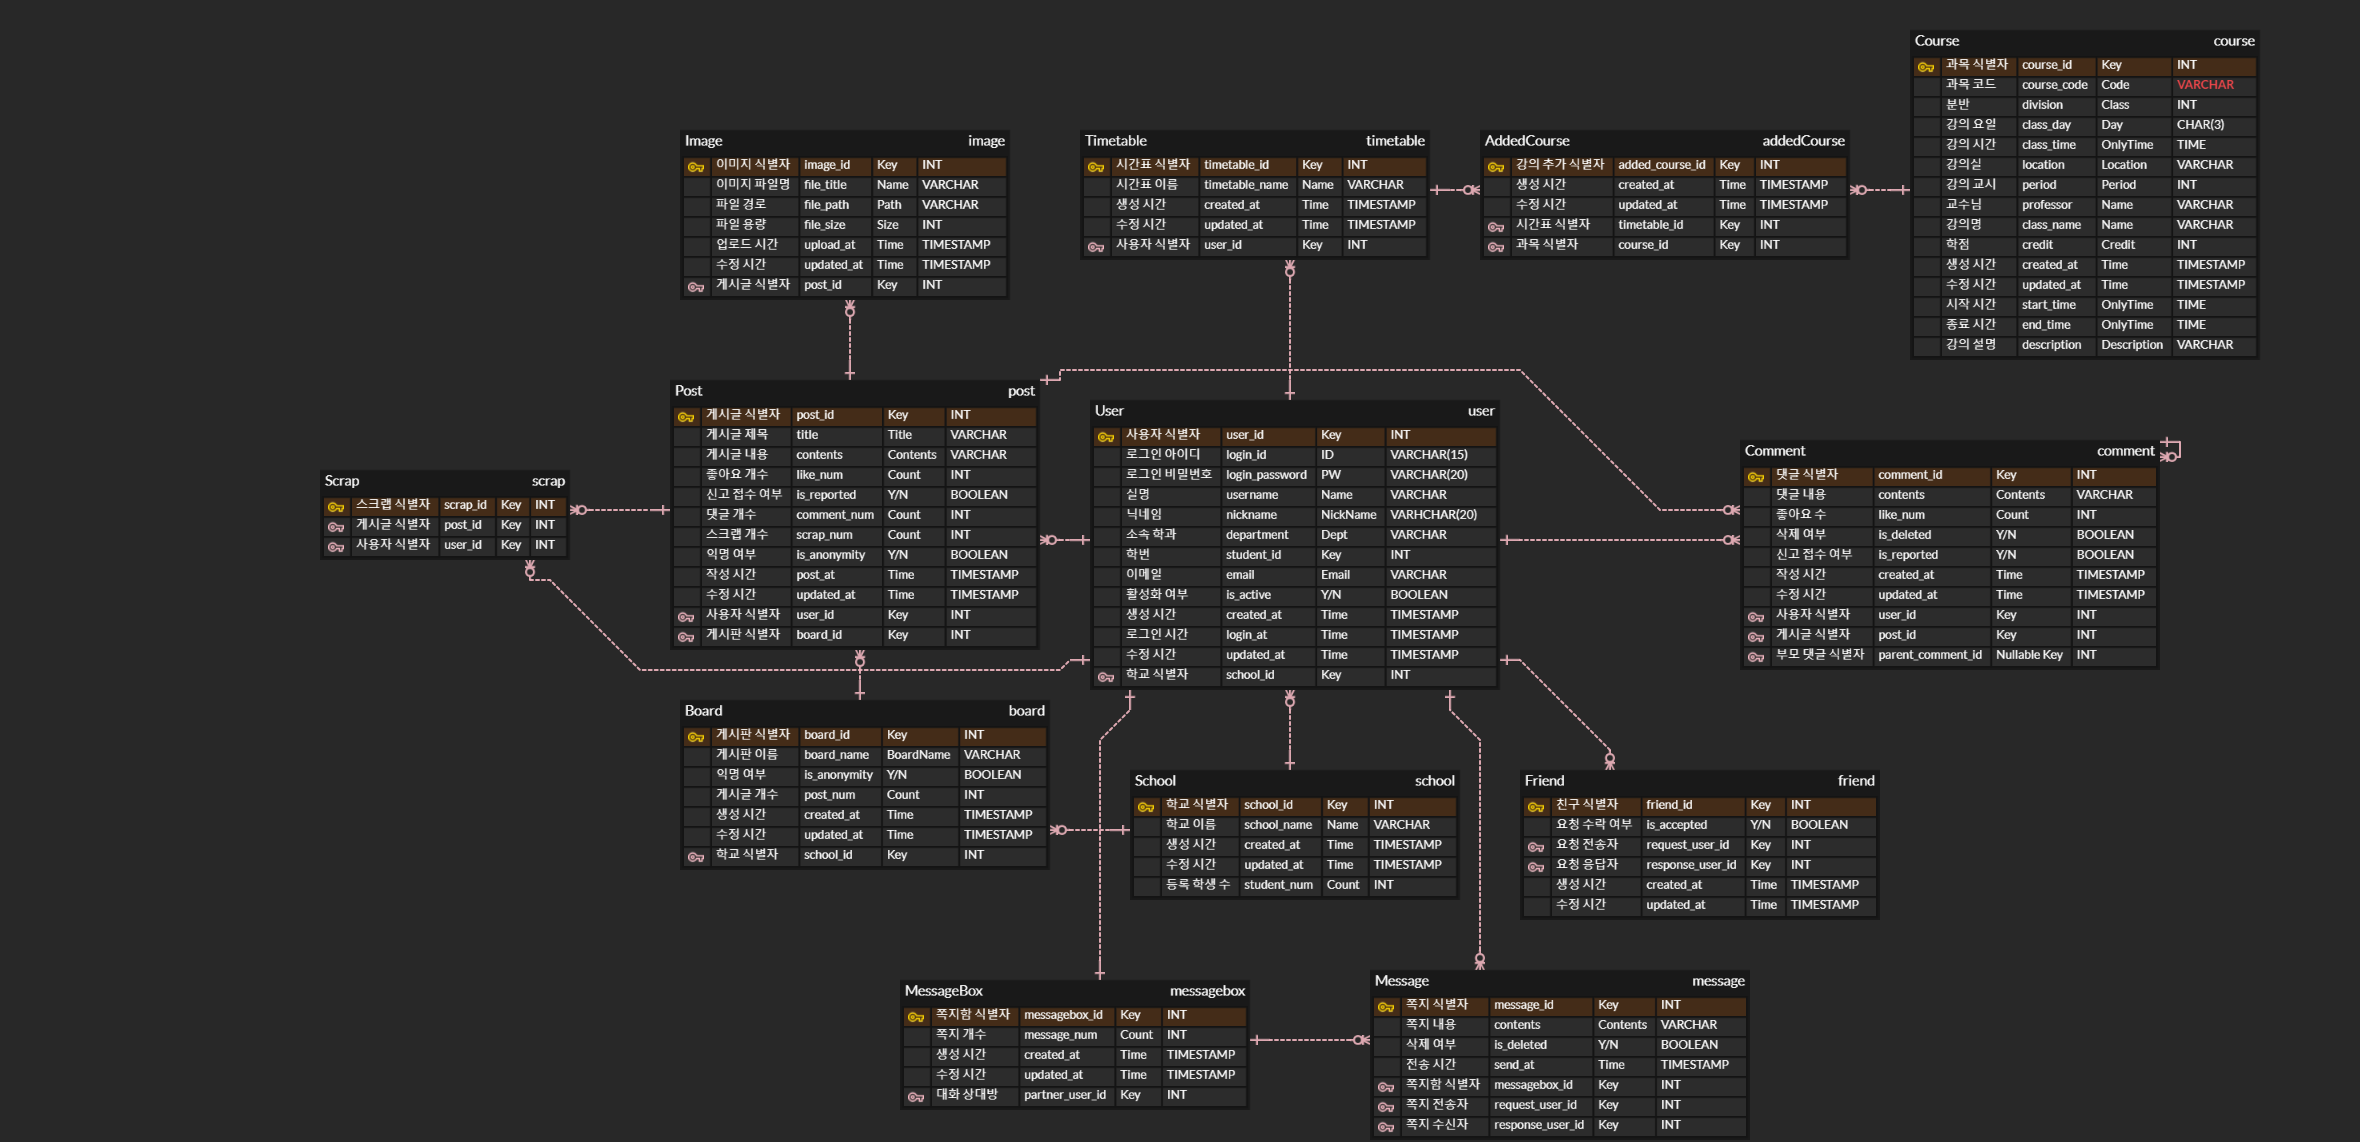 Course course
과목 식별자 course_id Key INT
과목 코드 course_code Code VARCHAR
분반 division Class INT
강의 요일 class_day Day CHAR(3)
강의 시간 class_time OnlyTime TIME
강의실 location Location VARCHAR
강의 교시 period Period INT
교수님 professor Name VARCHAR
강의명 class_name Name VARCHAR
학점 credit Credit INT
생성 시간 created_at Time TIMESTAMP
수정 시간 updated_at Time TIMESTAMP
시작 시간 start_time OnlyTime TIME
종료 시간 end_time OnlyTime TIME
강의 설명 description Description VARCHAR
Image image
이미지 식별자 image_id Key INT
이미지 파일명 file_title Name VARCHAR
파일 경로 file_path Path VARCHAR
파일 용량 file_size Size INT
업로드 시간 upload_at Time TIMESTAMP
수정 시간 updated_at Time TIMESTAMP
게시글 식별자 post_id Key INT
Timetable timetable
시간표 식별자 timetable_id Key INT
시간표 이름 timetable_name Name VARCHAR
생성 시간 created_at Time TIMESTAMP
수정 시간 updated_at Time TIMESTAMP
사용자 식별자 user_id Key INT
AddedCourse addedCourse
강의 추가 식별자 added_course_id Key INT
생성 시간 created_at Time TIMESTAMP
수정 시간 updated_at Time TIMESTAMP
시간표 식별자 timetable_id Key INT
과목 식별자 course_id Key INT
Post post
게시글 식별자 post_id Key INT
게시글 제목 title Title VARCHAR
게시글 내용 contents Contents VARCHAR
좋아요 개수 like_num Count INT
신고 접수 여부 is_reported Y/N BOOLEAN
댓글 개수 comment_num Count INT
스크랩 개수 scrap_num Count INT
익명 여부 is_anonymity Y/N BOOLEAN
작성 시간 post_at Time TIMESTAMP
수정 시간 updated_at Time TIMESTAMP
사용자 식별자 user_id Key INT
게시판 식별자 board_id Key INT
User user
사용자 식별자 user_id Key INT
로그인 아이디 login_id ID VARCHAR(15)
로그인 비밀번호 login_password PW VARCHAR(20)
실명 username Name VARCHAR
닉네임 nickname NickName VARHCHAR(20)
소속 학과 department Dept VARCHAR
학번 student_id Key INT
이메일 email Email VARCHAR
활성화 여부 is_active Y/N BOOLEAN
생성 시간 created_at Time TIMESTAMP
로그인 시간 login_at Time TIMESTAMP
수정 시간 updated_at Time TIMESTAMP
학교 식별자 school_id Key INT
Comment comment
댓글 식별자 comment_id Key INT
댓글 내용 contents Contents VARCHAR
좋아요 수 like_num Count INT
삭제 여부 is_deleted Y/N BOOLEAN
신고 접수 여부 is_reported Y/N BOOLEAN
작성 시간 created_at Time TIMESTAMP
수정 시간 updated_at Time TIMESTAMP
사용자 식별자 user_id Key INT
게시글 식별자 post_id Key INT
부모 댓글 식별자 parent_comment_id Nullable Key INT
Scrap scrap
스크랩 식별자 scrap_id Key INT
게시글 식별자 post_id Key INT
사용자 식별자 user_id Key INT
Board board
게시판 식별자 board_id Key INT
게시판 이름 board_name BoardName VARCHAR
익명 여부 is_anonymity Y/N BOOLEAN
게시글 개수 post_num Count INT
생성 시간 created_at Time TIMESTAMP
수정 시간 updated_at Time TIMESTAMP
학교 식별자 school_id Key INT
School school
학교 식별자 school_id Key INT
학교 이름 school_name Name VARCHAR
생성 시간 created_at Time TIMESTAMP
수정 시간 updated_at Time TIMESTAMP
등록 학생 수 student_num Count INT
Friend friend
친구 식별자 friend_id Key INT
요청 수락 여부 is_accepted Y/N BOOLEAN
요청 전송자 request_user_id Key INT
요청 응답자 response_user_id Key INT
생성 시간 created_at Time TIMESTAMP
수정 시간 updated_at Time TIMESTAMP
MessageBox messagebox
쪽지함 식별자 messagebox_id Key INT
쪽지 개수 message_num Count INT
생성 시간 created_at Time TIMESTAMP
수정 시간 updated_at Time TIMESTAMP
대화 상대방 partner_user_id Key INT
Message message
쪽지 식별자 message_id Key INT
쪽지 내용 contents Contents VARCHAR
삭제 여부 is_deleted Y/N BOOLEAN
전송 시간 send_at Time TIMESTAMP
쪽지함 식별자 messagebox_id Key INT
쪽지 전송자 request_user_id Key INT
쪽지 수신자 response_user_id Key INT